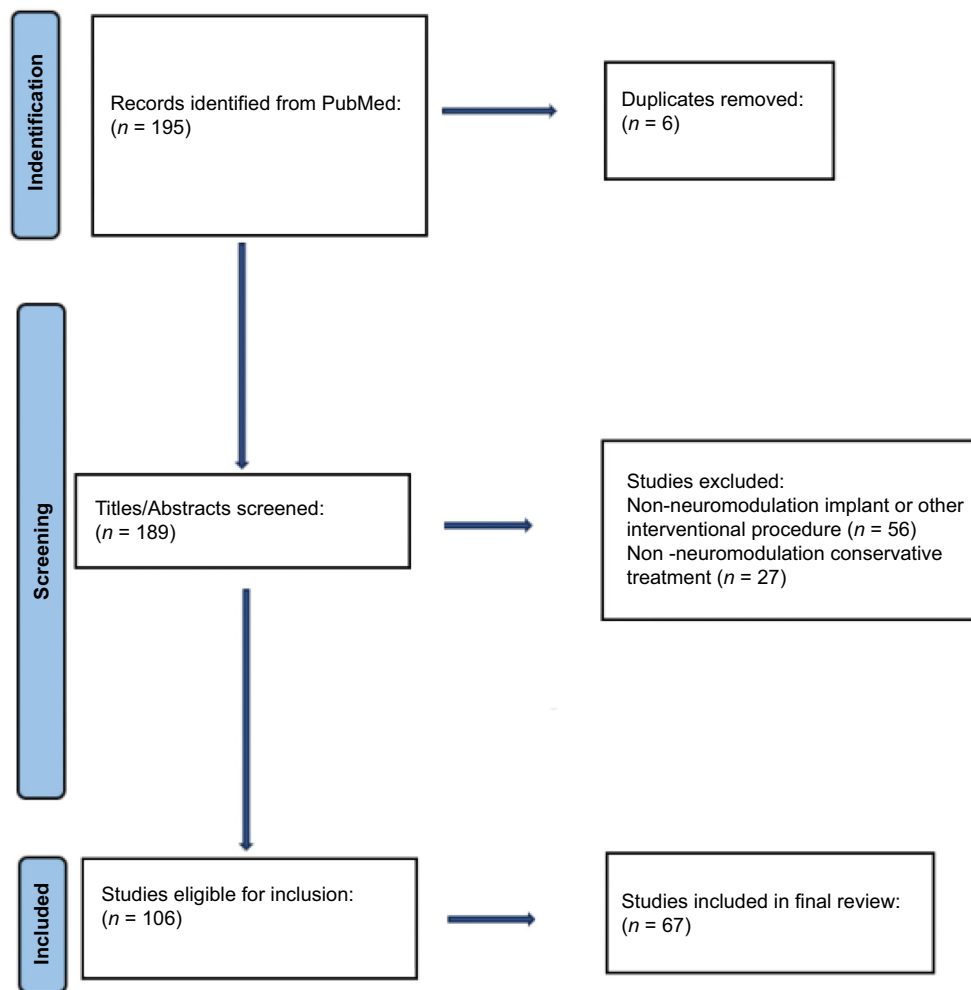 Indentification
Records identified from PubMed:
(n = 195)
Duplicates removed:
(n = 6)
Screening
Titles/Abstracts screened:
(n = 189)
Studies excluded:
Non-neuromodulation implant or other
interventional procedure (n = 56)
Non -neuromodulation conservative
treatment (n = 27)
Included
Studies eligible for inclusion:
(n = 106)
Studies included in final review:
(n = 67)